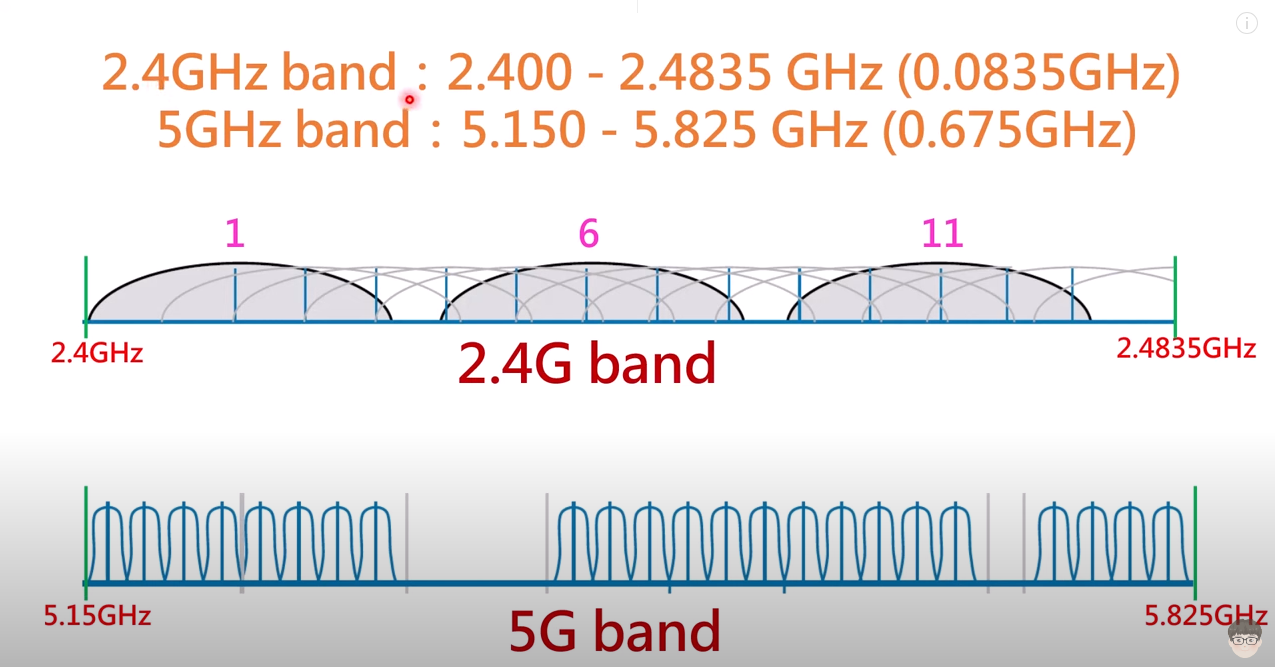 2.4GHz band：2.400 - 2.4835 GHz (0.0835GHz)
5GHz band：5.150 - 5.825 GHz (0.675GHz)
1 6 11
2.4GHz 2.4835GHz
2.4G band
5.15GHz 5.825GHz
5G band